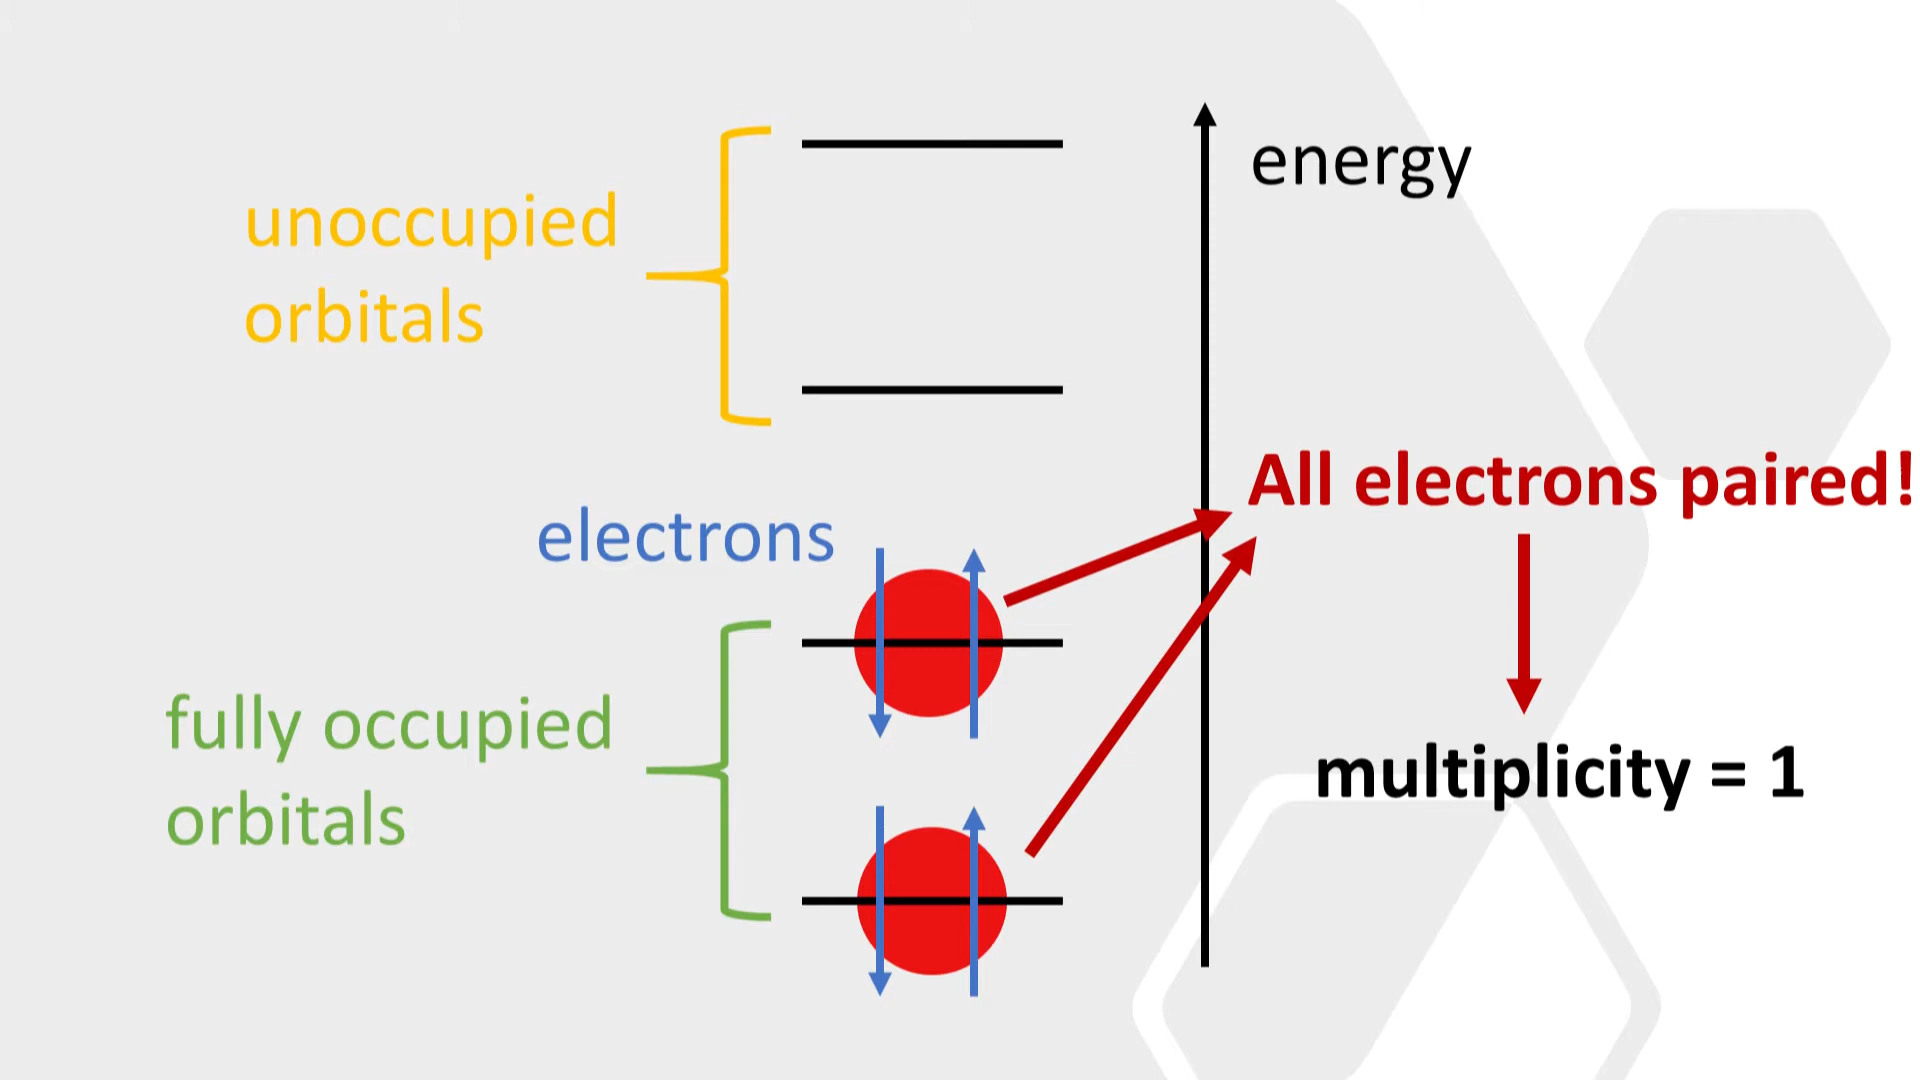 energy
unoccupied
orbitals
All electrons paired!
electrons
fully occupied
orbitals
multiplicity = 1